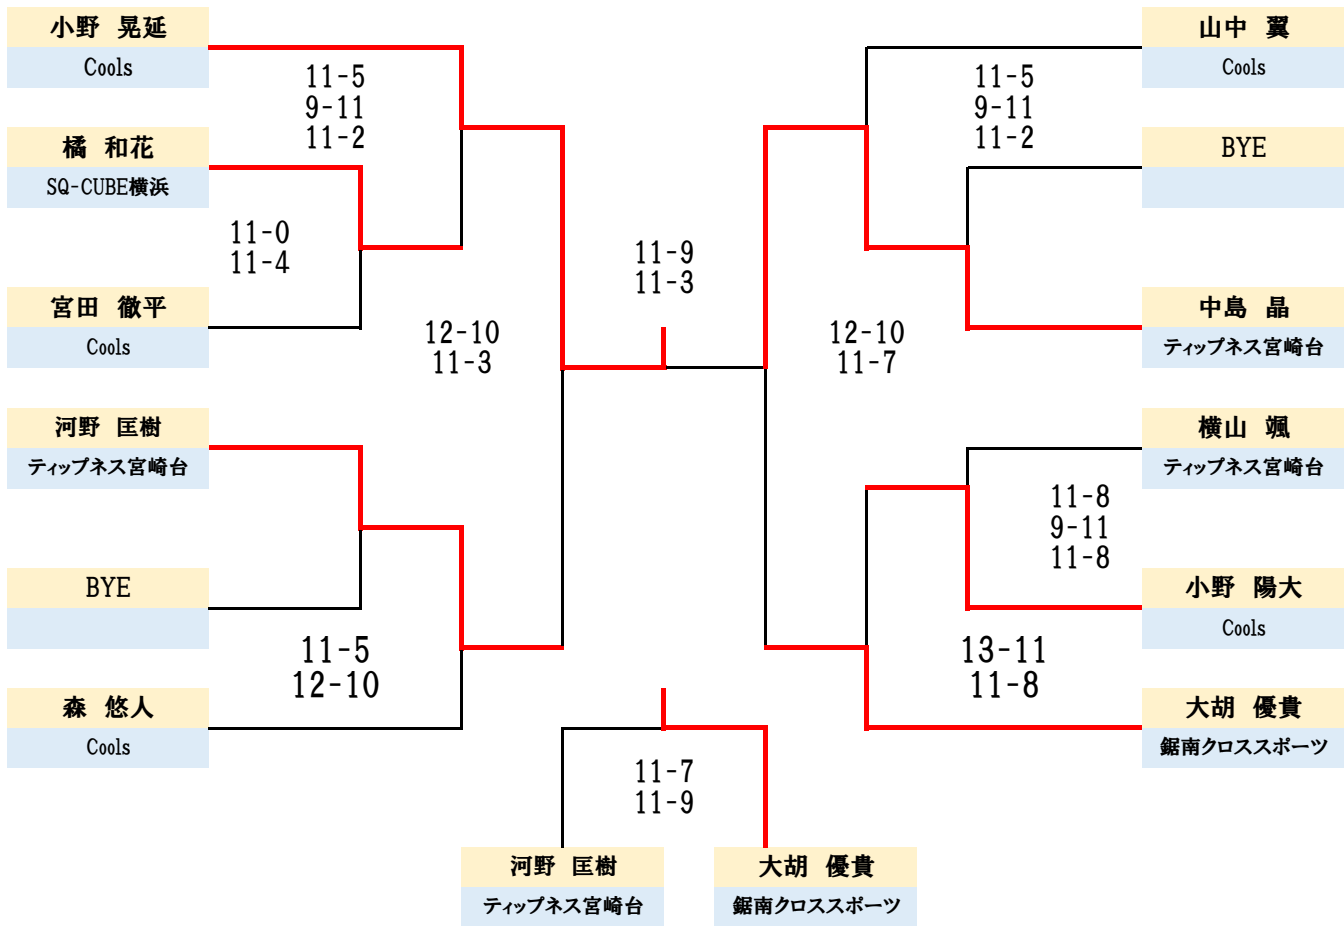 小野 晃延
Cools
11-5
9-11
11-2
橘 和花
SQ-CUBE横浜
11-0
11-4
宮田 徹平
Cools
12-10
11-3
河野 匡樹
ティップネス宮崎台
BYE
11-5
12-10
森 悠人
Cools
11-9
11-3
山中 翼
Cools
11-5
9-11
11-2
BYE
中島 晶
ティップネス宮崎台
12-10
11-7
横山 颯
ティップネス宮崎台
11-8
9-11
11-8
小野 陽大
Cools
13-11
11-8
大胡 優貴
鋸南クロススポーツ
11-7
11-9
河野 匡樹
ティップネス宮崎台
大胡 優貴
鋸南クロススポーツ